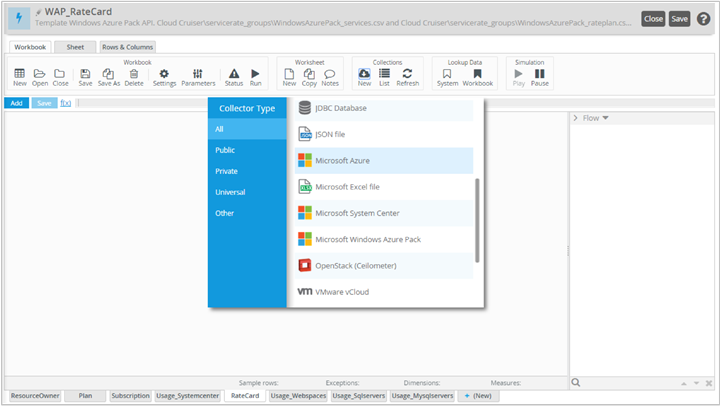 WAP_RateCard
Template Windows Azure Pack API. Cloud Cruiser\servicerate_groups\WindowsAzurePack_services.csv and Cloud Cruiser\servicerate_groups\WindowsAzurePack_rateplan.cs...
Close Save ?
Workbook Sheet Rows & Columns
Workbook Worksheet Collections Lookup Data Simulation
New Open Close Save Save As Delete Settings Parameters Status Run New Copy Notes New List Refresh System Workbook Play Pause
Add Save f(x)
Collector Type
All
Public
Private
Universal
Other
JDBC Database
JSON file
Microsoft Azure
Microsoft Excel file
Microsoft System Center
Microsoft Windows Azure Pack
OpenStack (Ceilometer)
vm VMware vCloud
Flow
Sample rows: Exceptions: Dimensions: Measures:
ResourceOwner Plan Subscription Usage_Systemcenter RateCard Usage_Webspaces Usage_Sqlservers Usage_Mysqlservers + (New)